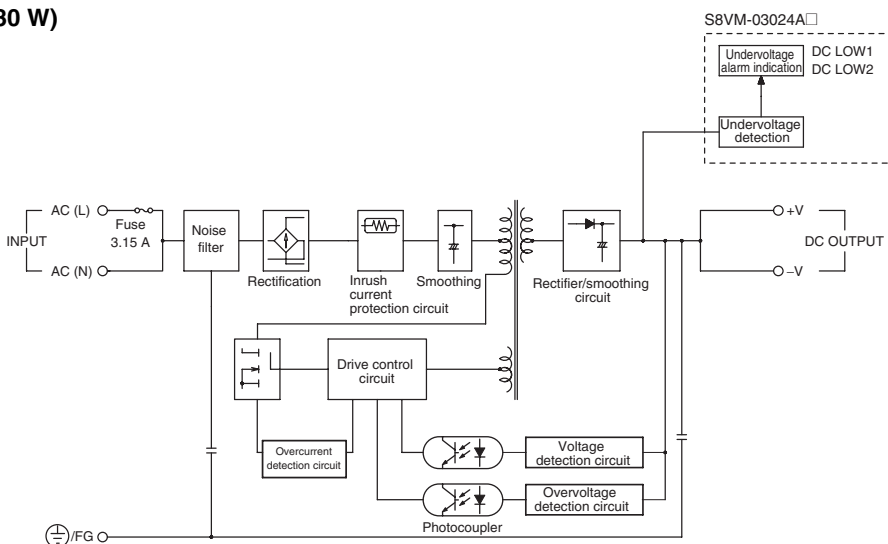 30 W)
S8VM-03024A□
Undervoltage
alarm indication
DC LOW1
DC LOW2
Undervoltage
detection
INPUT
AC (L)
Fuse
3.15 A
AC (N)
Noise
filter
Rectification
Inrush
current
protection circuit
Smoothing
Rectifier/smoothing
circuit
+V
DC OUTPUT
–V
Drive control
circuit
Overcurrent
detection circuit
Voltage
detection circuit
Overvoltage
detection circuit
Photocoupler
/FG